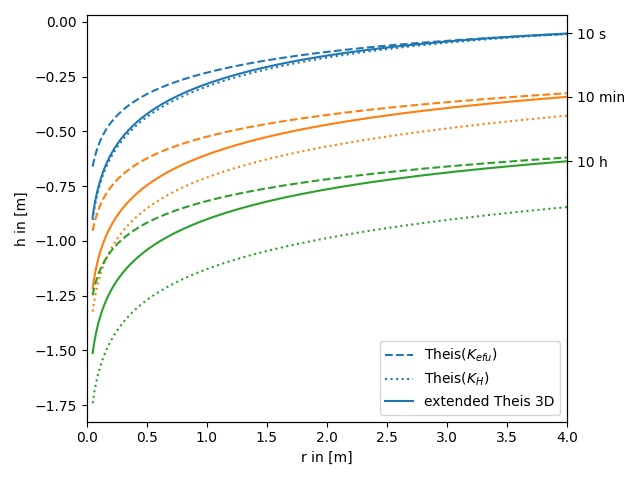 0.00
−0.25
−0.50
−0.75
−1.00
−1.25
−1.50
−1.75
h in [m]
0.0 0.5 1.0 1.5 2.0 2.5 3.0 3.5 4.0
r in [m]
10 s
10 min
10 h
Theis(K_{efu})
Theis(K_H)
extended Theis 3D